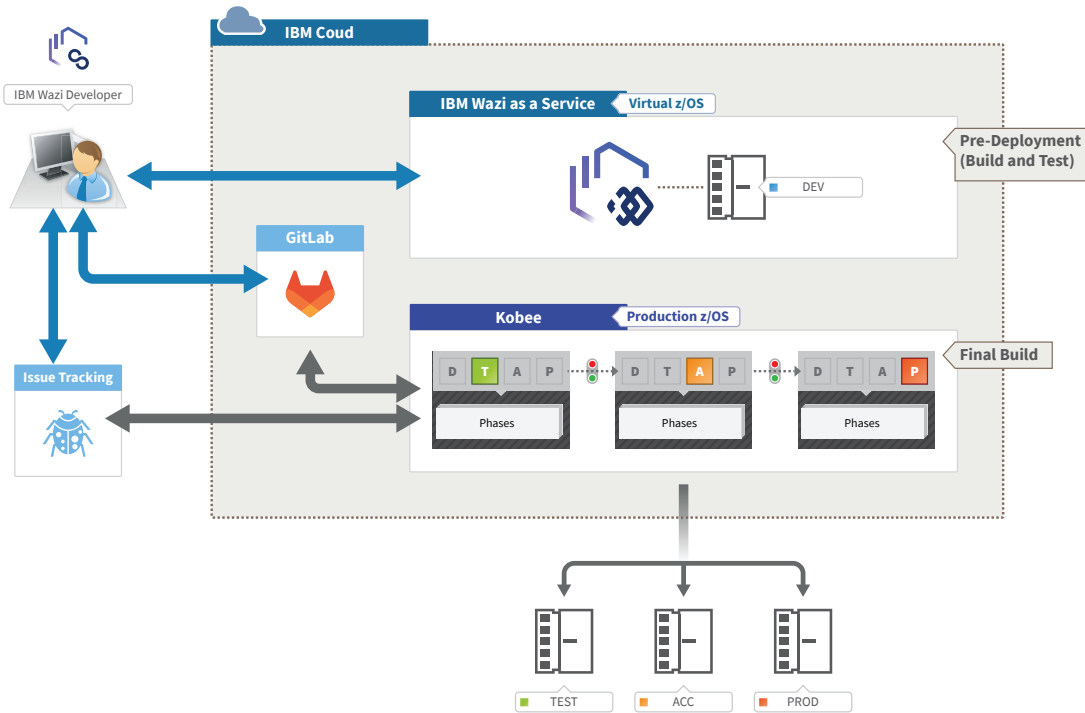 IBM Coud
IBM Wazi Developer
IBM Wazi as a Service
Virtual z/OS
Pre-Deployment
(Build and Test)
DEV
GitLab
Kobee
Production z/OS
Final Build
Issue Tracking
D T A P
D T A P
D T A P
Phases
Phases
Phases
TEST
ACC
PROD